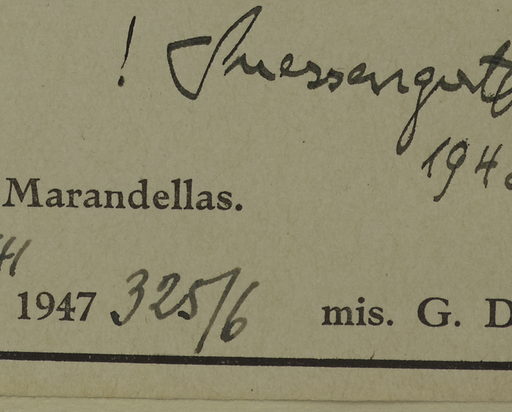 ! Suessenguth
194
Marandellas.
1947 325/6 mis. G. D